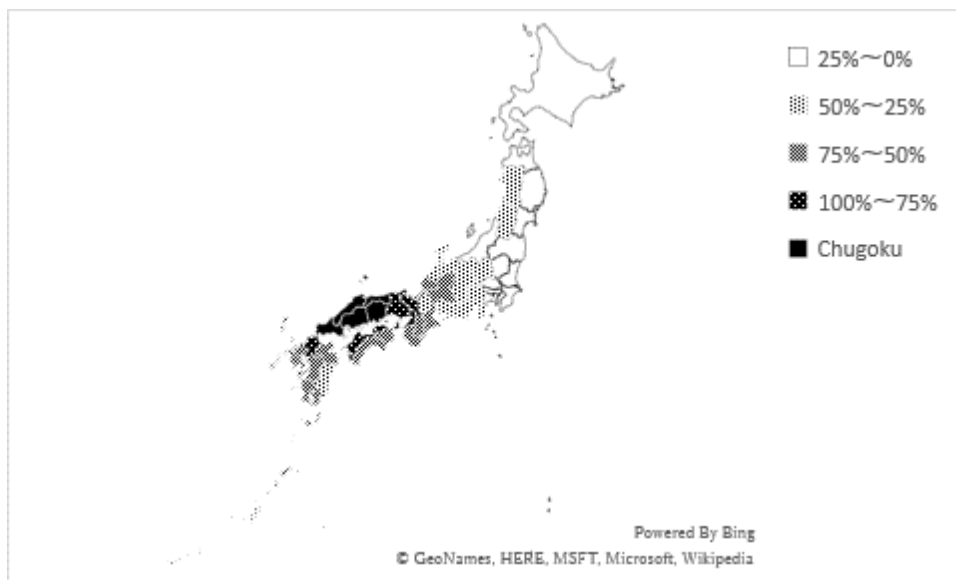 25%～0%
50%～25%
75%～50%
100%～75%
Chugoku
Powered By Bing
© GeoNames, HERE, MSFT, Microsoft, Wikipedia